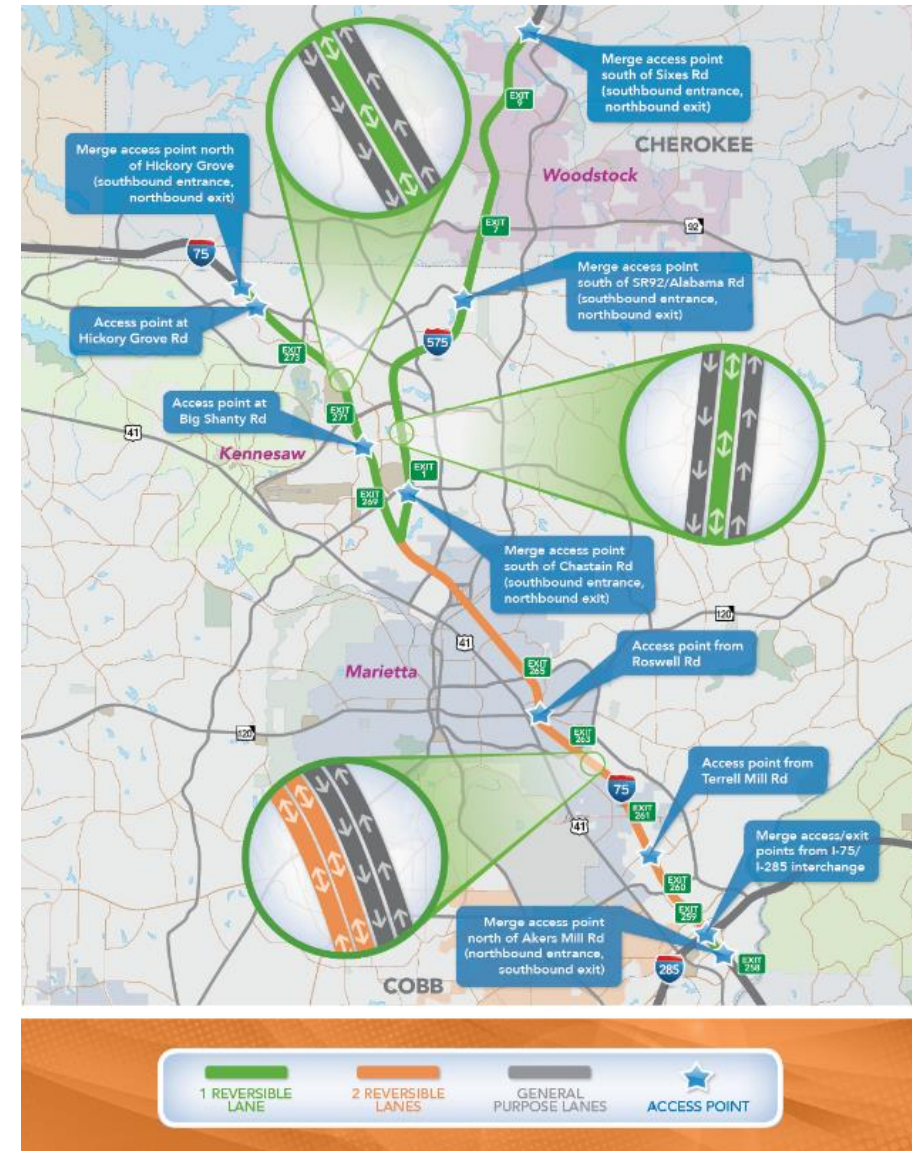 Merge access point
south of Sixes Rd
(southbound entrance,
northbound exit)
EXIT
9
CHEROKEE
Merge access point north
of Hickory Grove
(southbound entrance,
northbound exit)
Woodstock
EXIT
7
92
75
Merge access point
south of SR92/Alabama Rd
(southbound entrance,
northbound exit)
Access point at
Hickory Grove Rd
575
EXIT
273
Access point at
Big Shanty Rd
EXIT
271
41
Kennesaw
EXIT
1
EXIT
269
Merge access point
south of Chastain Rd
(southbound entrance,
northbound exit)
120
41
Access point from
Roswell Rd
EXIT
265
Marietta
120
EXIT
263
Access point from
Terrell Mill Rd
75
EXIT
261
41
Merge access/exit
points from I-75/
I-285 interchange
EXIT
260
EXIT
259
Merge access point
north of Akers Mill Rd
(northbound entrance,
southbound exit)
285
EXIT
258
COBB
1 REVERSIBLE
LANE
2 REVERSIBLE
LANES
GENERAL
PURPOSE LANES
ACCESS POINT